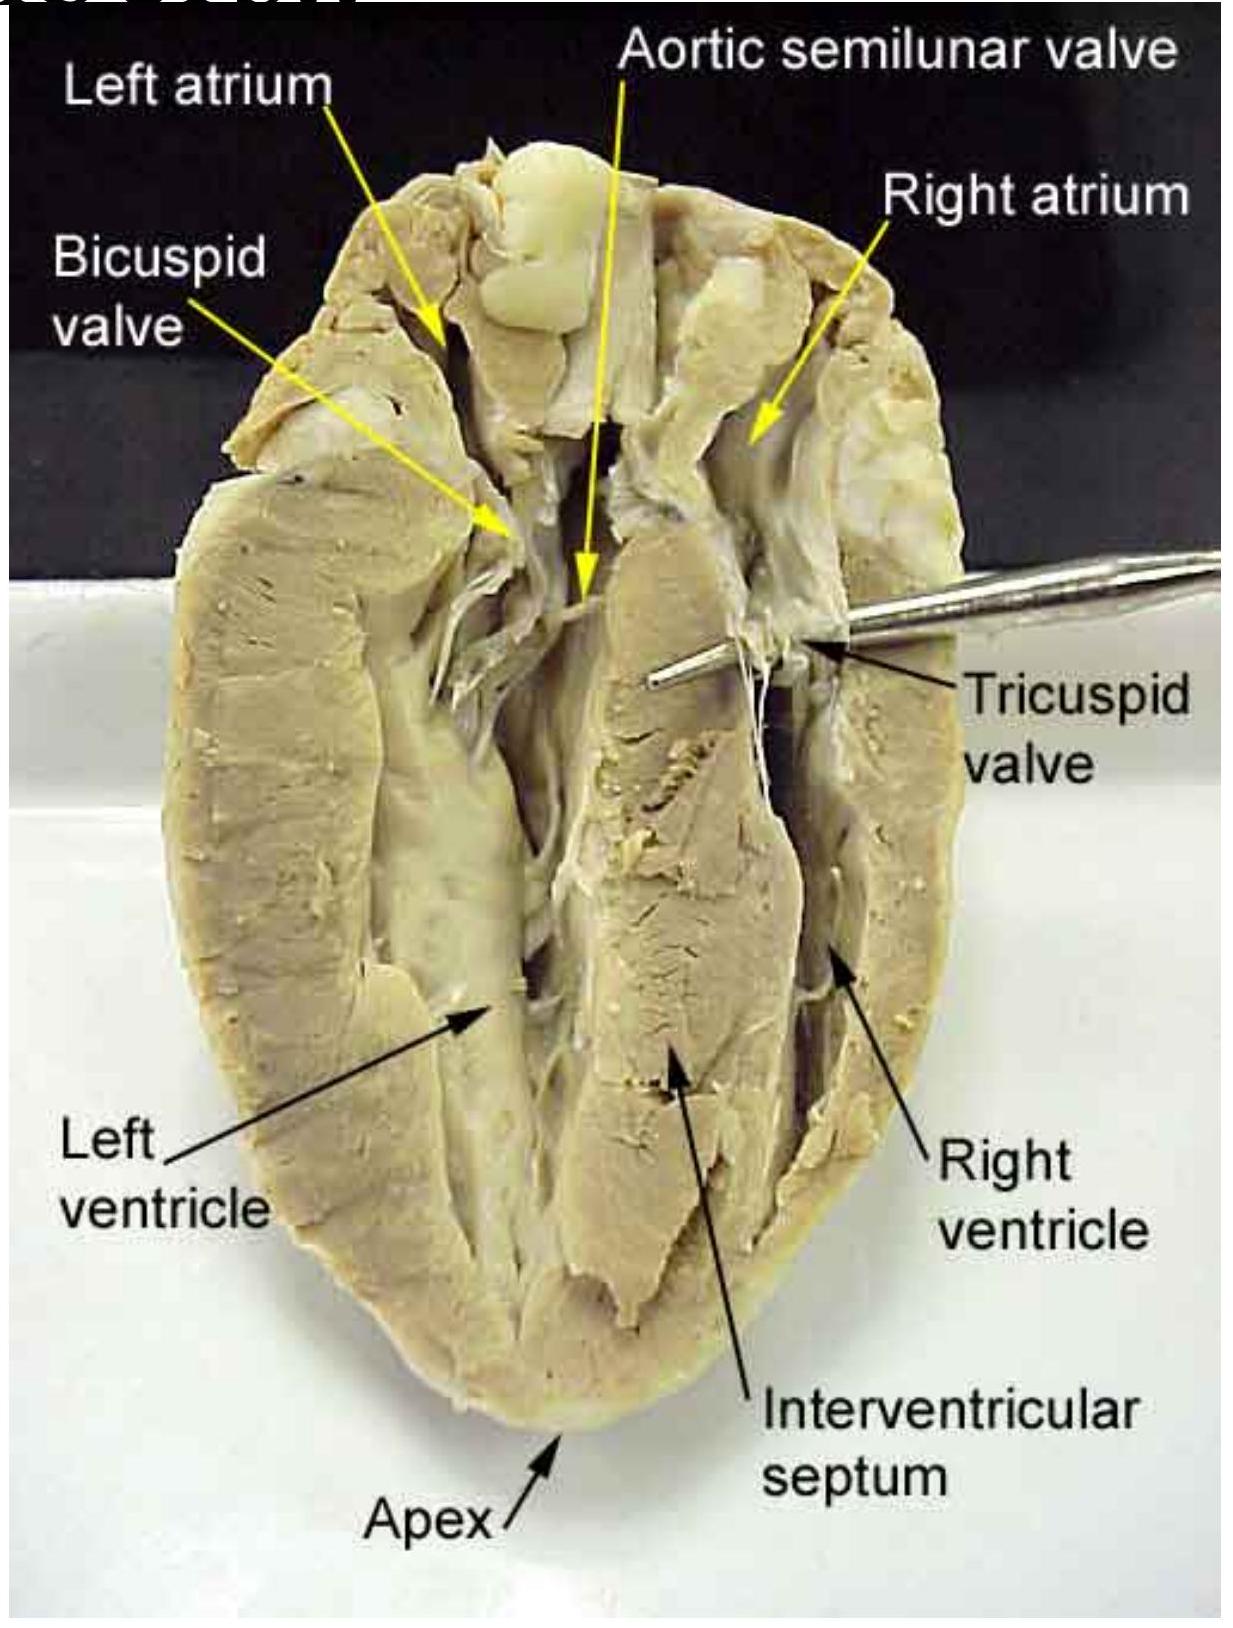 Aortic semilunar valve
Left atrium
Right atrium
Bicuspid
valve
Tricuspid
valve
Left
ventricle
Right
ventricle
Interventricular
septum
Apex